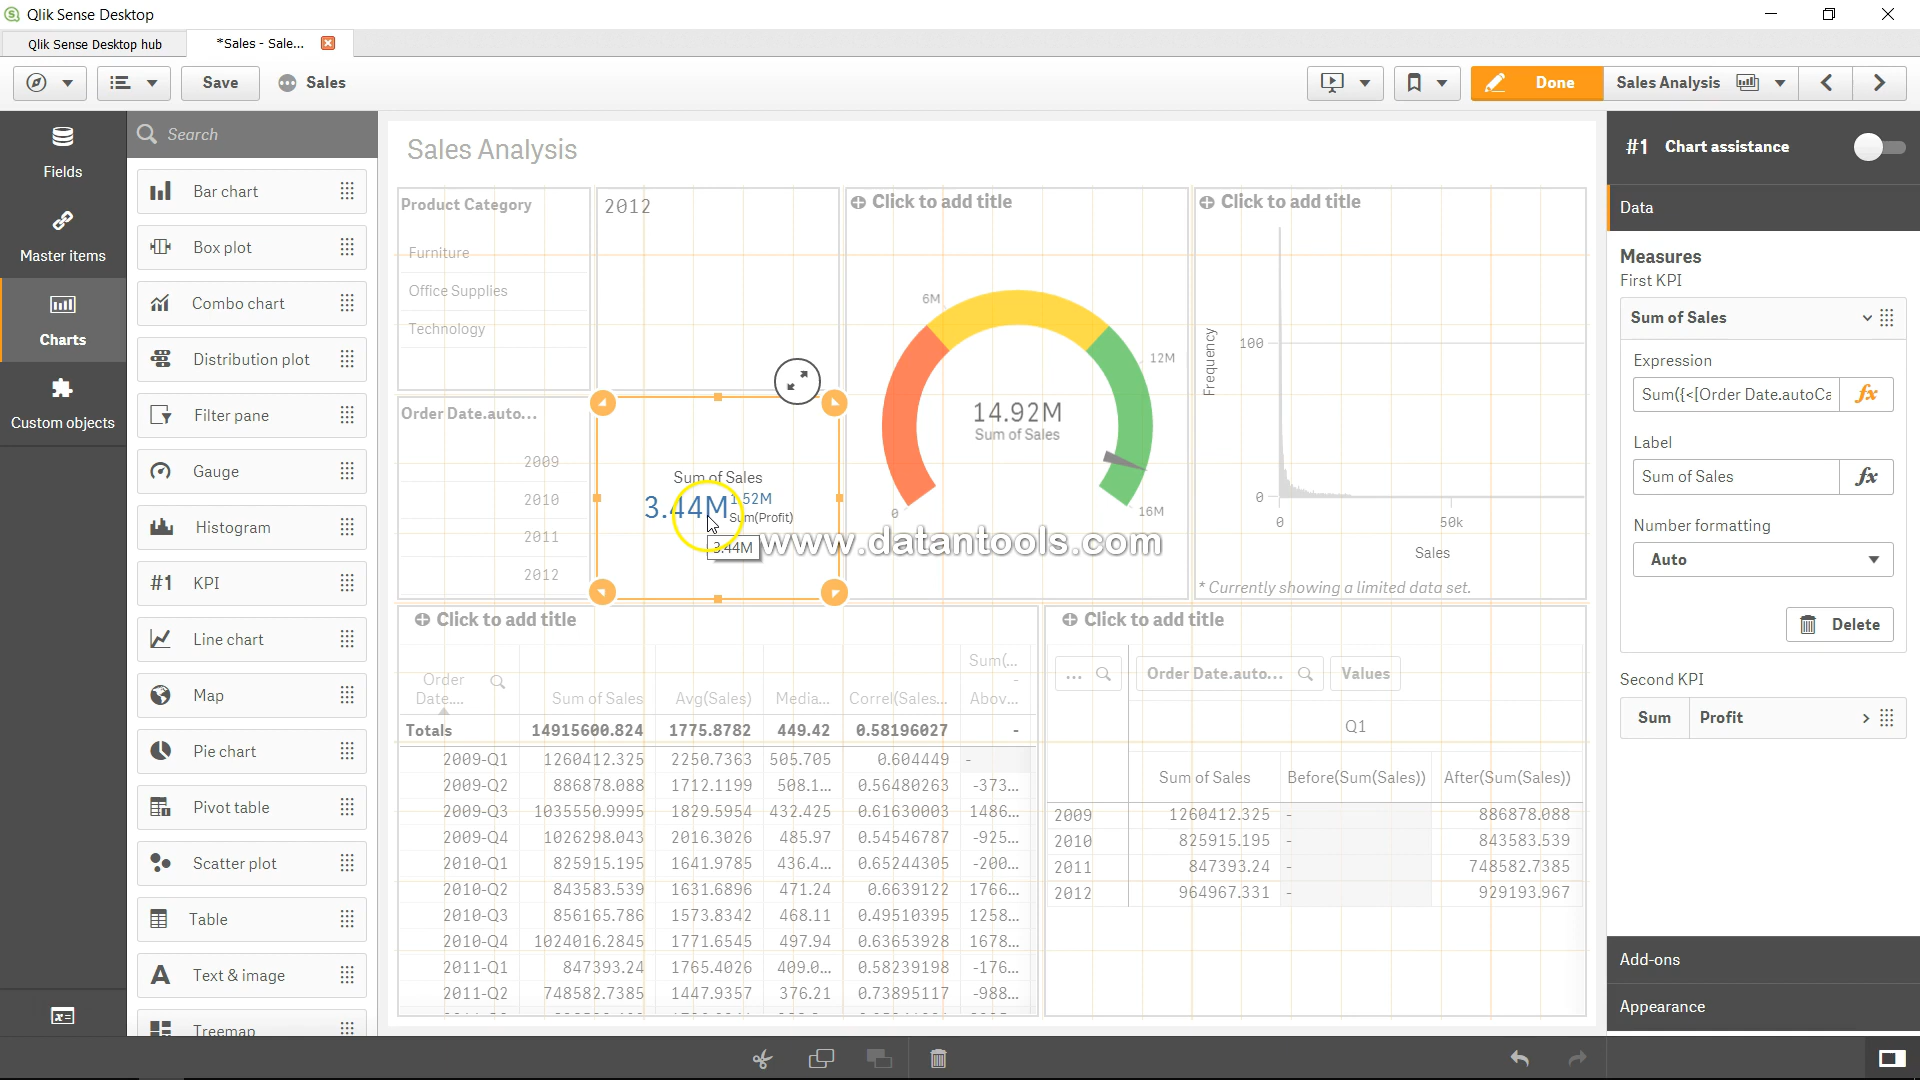 Qlik Sense Desktop
Qlik Sense Desktop hub
*Sales - Sale...
Save
Sales
Done
Sales Analysis
Fields
Master items
Charts
Custom objects
Search
Bar chart
Box plot
Combo chart
Distribution plot
Filter pane
Gauge
Histogram
#1 KPI
Line chart
Map
Pie chart
Pivot table
Scatter plot
Table
A Text & image
Treemap
Sales Analysis
Product Category
Furniture
Office Supplies
Technology
2012
Order Date.auto...
2009
2010
2011
2012
Sum of Sales
3.44M
1.52M
Sum(Profit)
3.44M
Click to add title
0
6M
12M
16M
14.92M
Sum of Sales
Click to add title
Frequency
100
0
0
50k
Sales
* Currently showing a limited data set.
www.datantools.com
Click to add title
Order Date.... Sum of Sales Avg(Sales) Media... Correl(Sales... Sum(... - Abov...
Totals 14915600.824 1775.8782 449.42 0.58196027 -
2009-Q1 1260412.325 2250.7363 505.705 0.604449 -
2009-Q2 886878.088 1712.1199 508.1... 0.56480263 -373...
2009-Q3 1035550.9995 1829.5954 432.425 0.61630003 1486...
2009-Q4 1026298.043 2016.3026 485.97 0.54546787 -925...
2010-Q1 825915.195 1641.9785 436.4... 0.65244305 -200...
2010-Q2 843583.539 1631.6896 471.24 0.6639122 1766...
2010-Q3 856165.786 1573.8342 468.11 0.49510395 1258...
2010-Q4 1024016.2845 1771.6545 497.94 0.63653928 1678...
2011-Q1 847393.24 1765.4026 409.0... 0.58239198 -176...
2011-Q2 748582.7385 1447.9357 376.21 0.73895117 -988...
Click to add title
... Order Date.auto... Values
Q1
Sum of Sales Before(Sum(Sales)) After(Sum(Sales))
2009 1260412.325 - 886878.088
2010 825915.195 - 843583.539
2011 847393.24 - 748582.7385
2012 964967.331 - 929193.967
#1 Chart assistance
Data
Measures
First KPI
Sum of Sales
Expression
Sum({<[Order Date.autoCa
fx
Label
Sum of Sales
fx
Number formatting
Auto
Delete
Second KPI
Sum Profit
Add-ons
Appearance